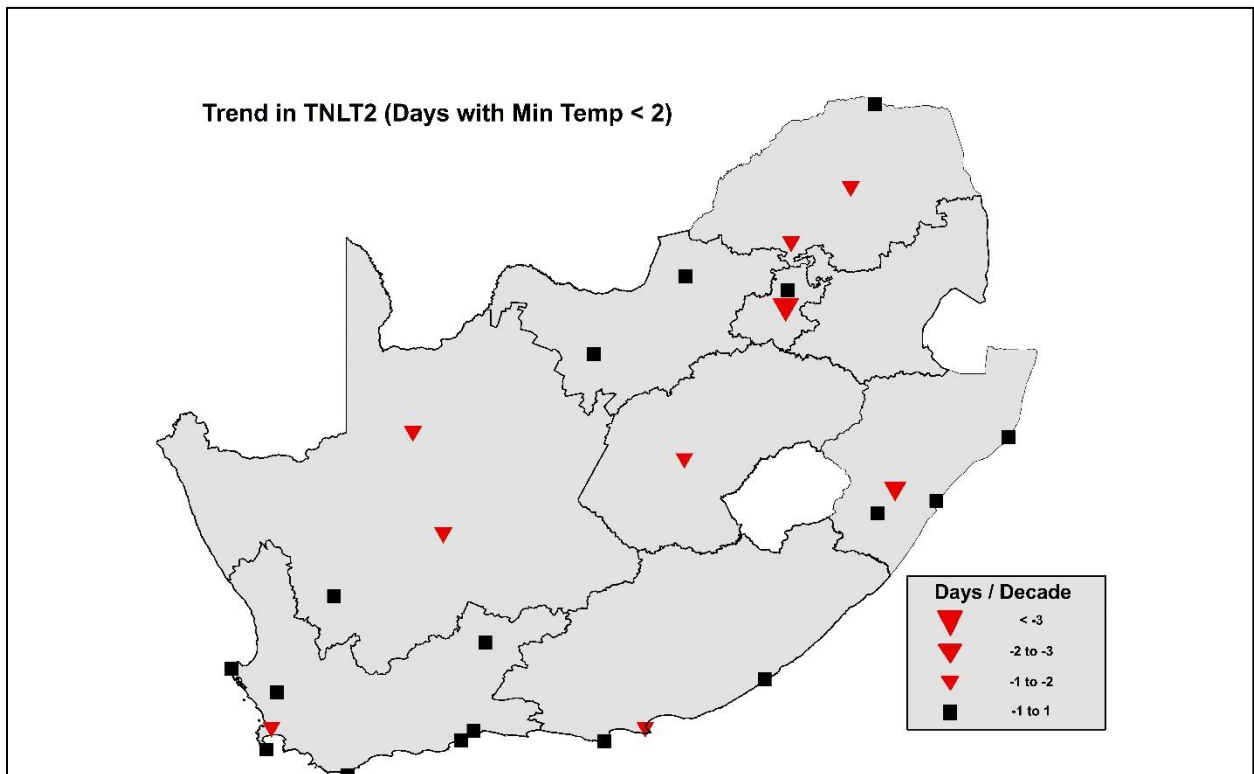 Trend in TNLT2 (Days with Min Temp < 2)
Days / Decade
< -3
-2 to -3
-1 to -2
-1 to 1